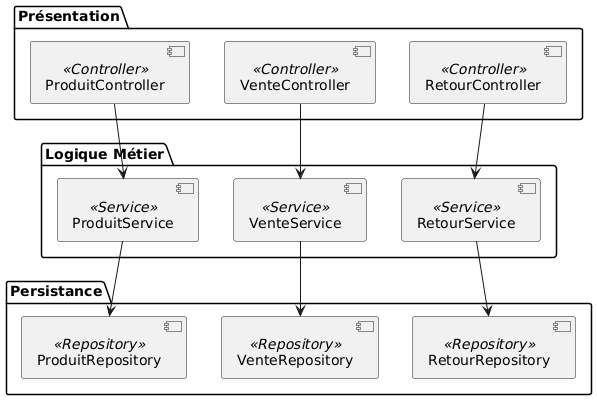 Présentation
«Controller»
ProduitController
«Controller»
VenteController
«Controller»
RetourController
Logique Métier
«Service»
ProduitService
«Service»
VenteService
«Service»
RetourService
Persistance
«Repository»
ProduitRepository
«Repository»
VenteRepository
«Repository»
RetourRepository